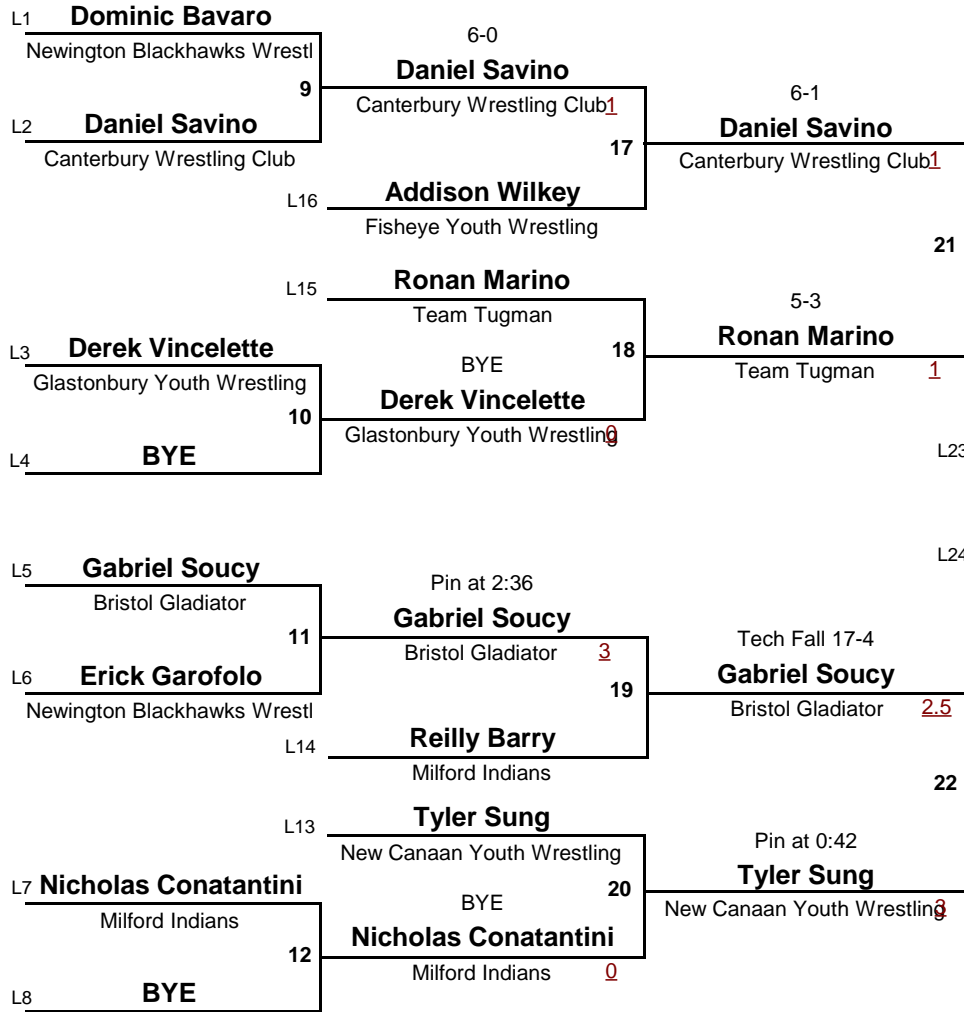 L1 Dominic Bavaro
Newington Blackhawks Wrestl
6-0
9
Daniel Savino
Canterbury Wrestling Club 1
L2 Daniel Savino
Canterbury Wrestling Club
6-1
17
Daniel Savino
Canterbury Wrestling Club 1
L16 Addison Wilkey
Fisheye Youth Wrestling
21
L15 Ronan Marino
Team Tugman
5-3
18
Ronan Marino
Team Tugman 1
L3 Derek Vincelette
Glastonbury Youth Wrestling
BYE
10
Derek Vincelette
Glastonbury Youth Wrestling 0
L4 BYE
L23
L24
L5 Gabriel Soucy
Bristol Gladiator
Pin at 2:36
11
Gabriel Soucy
Bristol Gladiator 3
L6 Erick Garofolo
Newington Blackhawks Wrestl
Tech Fall 17-4
19
Gabriel Soucy
Bristol Gladiator 2.5
L14 Reilly Barry
Milford Indians
22
L13 Tyler Sung
New Canaan Youth Wrestling
Pin at 0:42
20
Tyler Sung
New Canaan Youth Wrestling 3
L7 Nicholas Conatantini
Milford Indians
BYE
12
Nicholas Conatantini
Milford Indians 0
L8 BYE